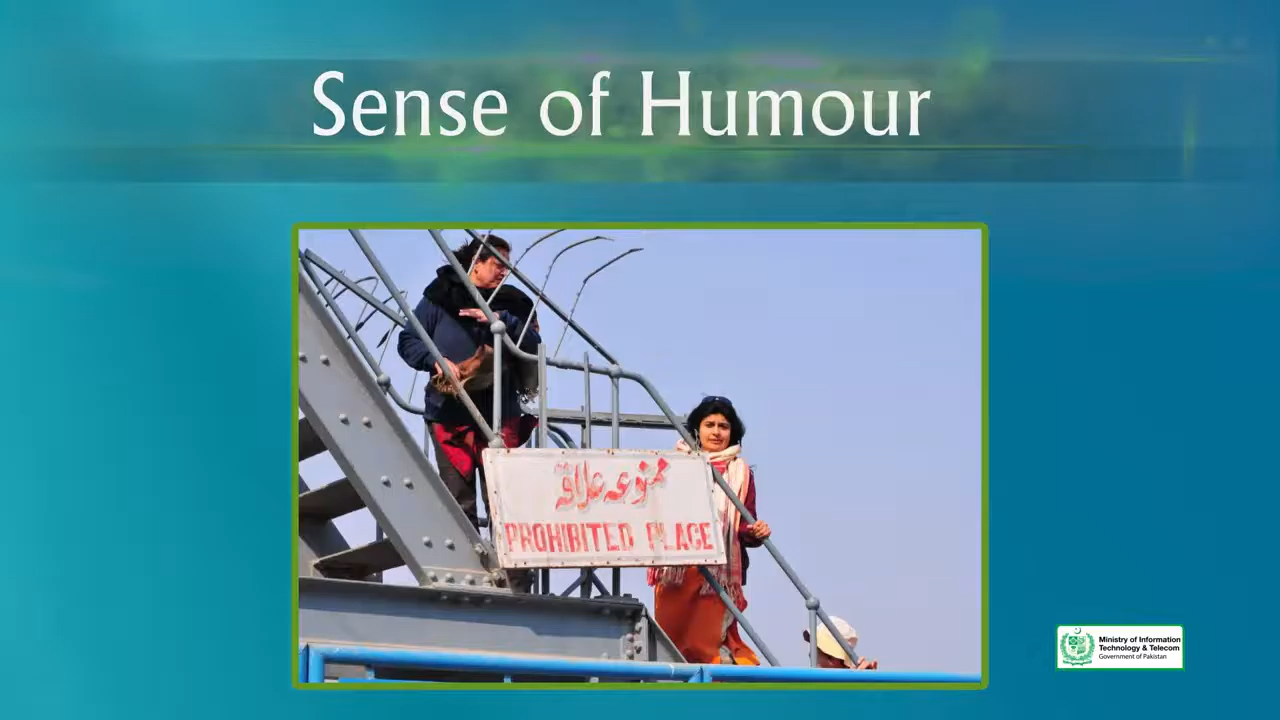 Sense of Humour
ممنوعہ علاقہ
PROHIBITED PLACE
Ministry of Information
Technology & Telecom
Government of Pakistan